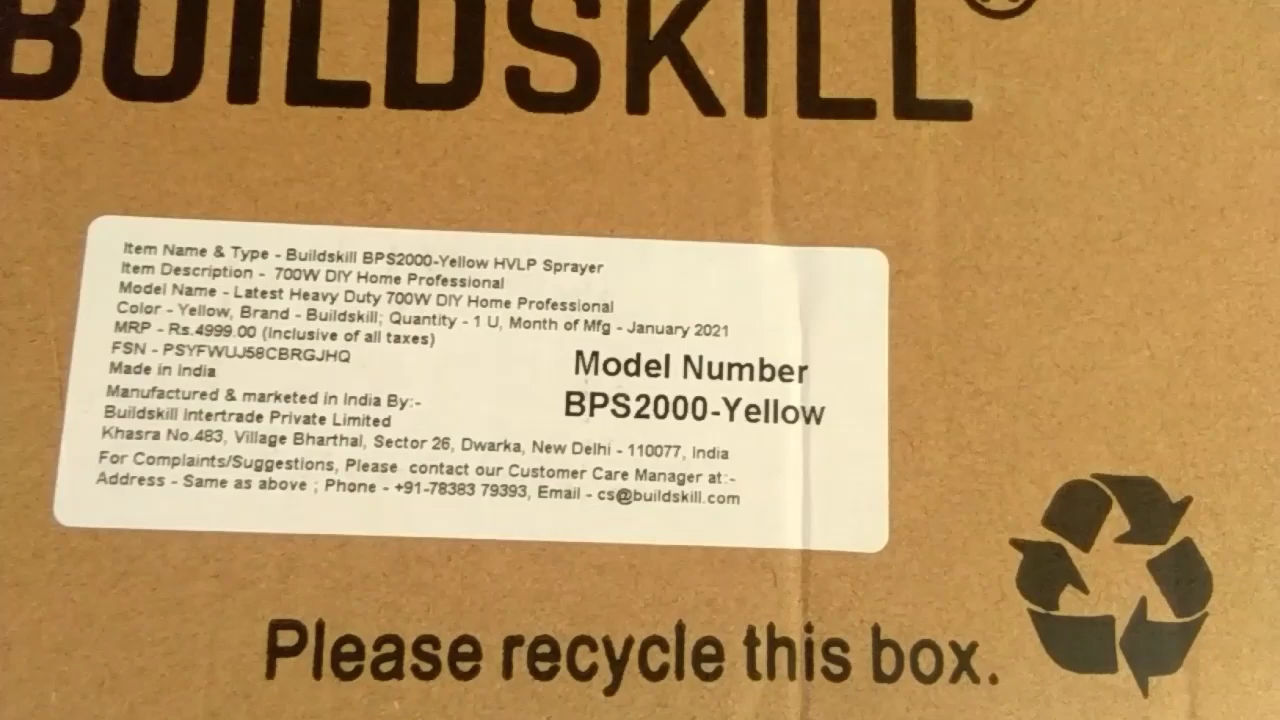 BUILDSKILL®
Item Name & Type - Buildskill BPS2000-Yellow HVLP Sprayer
Item Description - 700W DIY Home Professional
Model Name - Latest Heavy Duty 700W DIY Home Professional
Color - Yellow, Brand - Buildskill; Quantity - 1 U, Month of Mfg - January 2021
MRP - Rs.4999.00 (Inclusive of all taxes)
FSN - PSYFWUJ58CBRGJHQ
Made in India
Model Number
BPS2000-Yellow
Manufactured & marketed in India By:-
Buildskill Intertrade Private Limited
Khasra No.483, Village Bharthal, Sector 26, Dwarka, New Delhi - 110077, India
For Complaints/Suggestions, Please contact our Customer Care Manager at:-
Address - Same as above ; Phone - +91-78383 79393, Email - cs@buildskill.com
Please recycle this box.